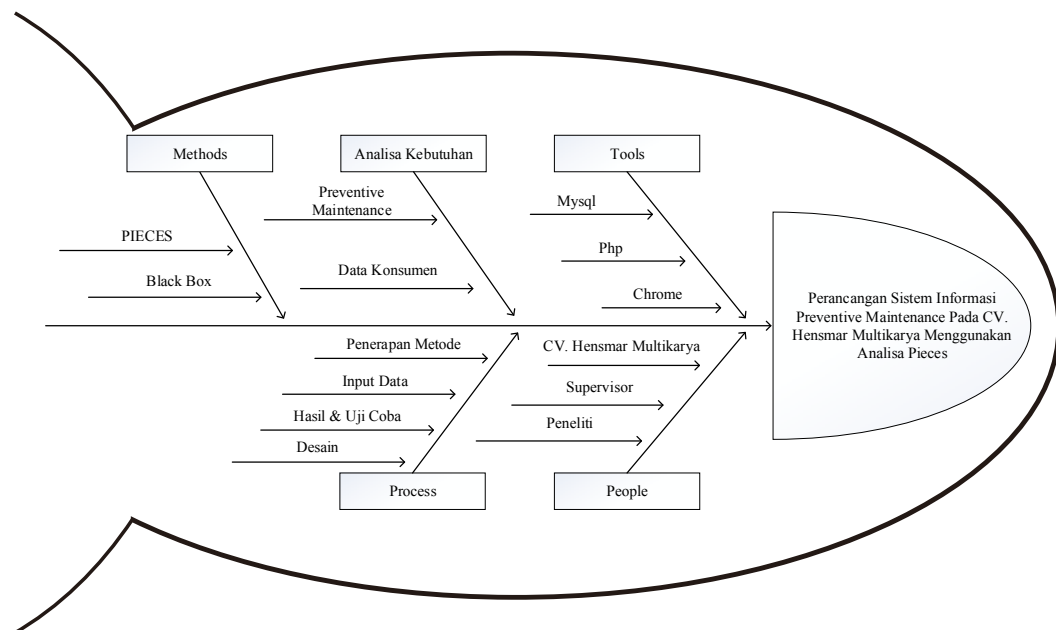 Methods
Analisa Kebutuhan
Tools
Preventive
Maintenance
Mysql
PIECES
Php
Data Konsumen
Black Box
Chrome
Perancangan Sistem Informasi
Preventive Maintenance Pada CV.
Hensmar Multikarya Menggunakan
Analisa Pieces
Penerapan Metode
CV. Hensmar Multikarya
Input Data
Supervisor
Hasil & Uji Coba
Peneliti
Desain
Process
People